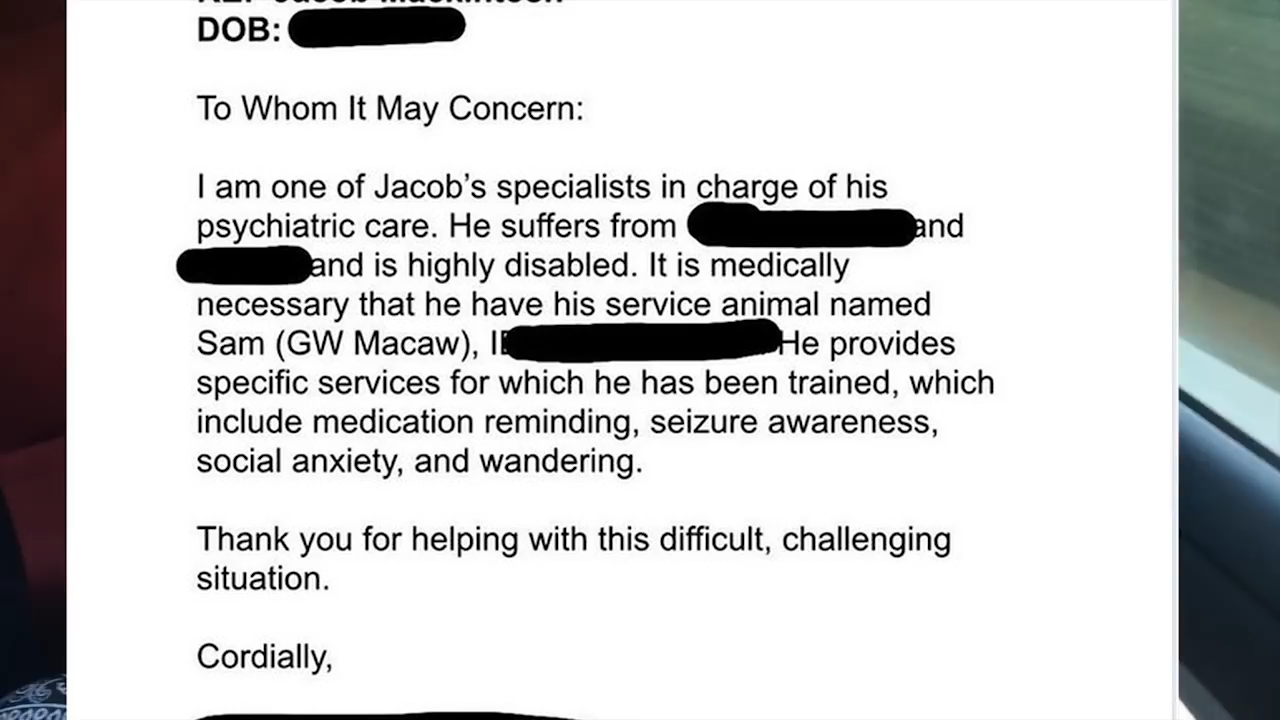 DOB:
To Whom It May Concern:
I am one of Jacob's specialists in charge of his
psychiatric care. He suffers from and
and is highly disabled. It is medically
necessary that he have his service animal named
Sam (GW Macaw), He provides
specific services for which he has been trained, which
include medication reminding, seizure awareness,
social anxiety, and wandering.
Thank you for helping with this difficult, challenging
situation.
Cordially,